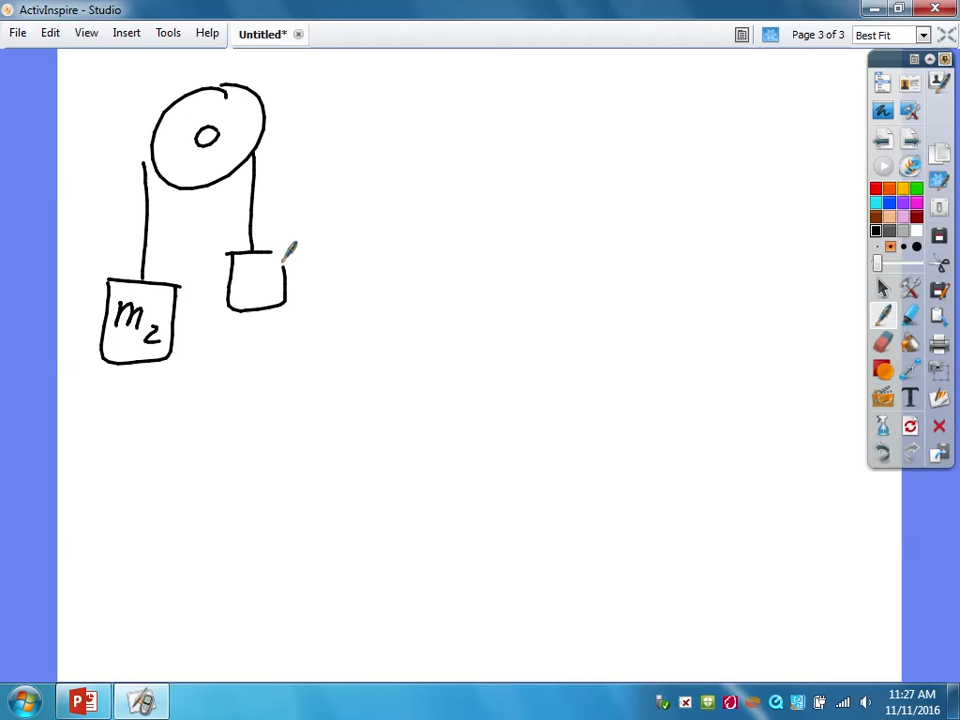 ActivInspire - Studio
File Edit View Insert Tools Help
Untitled*
Page 3 of 3
Best Fit
m2
11:27 AM
11/11/2016